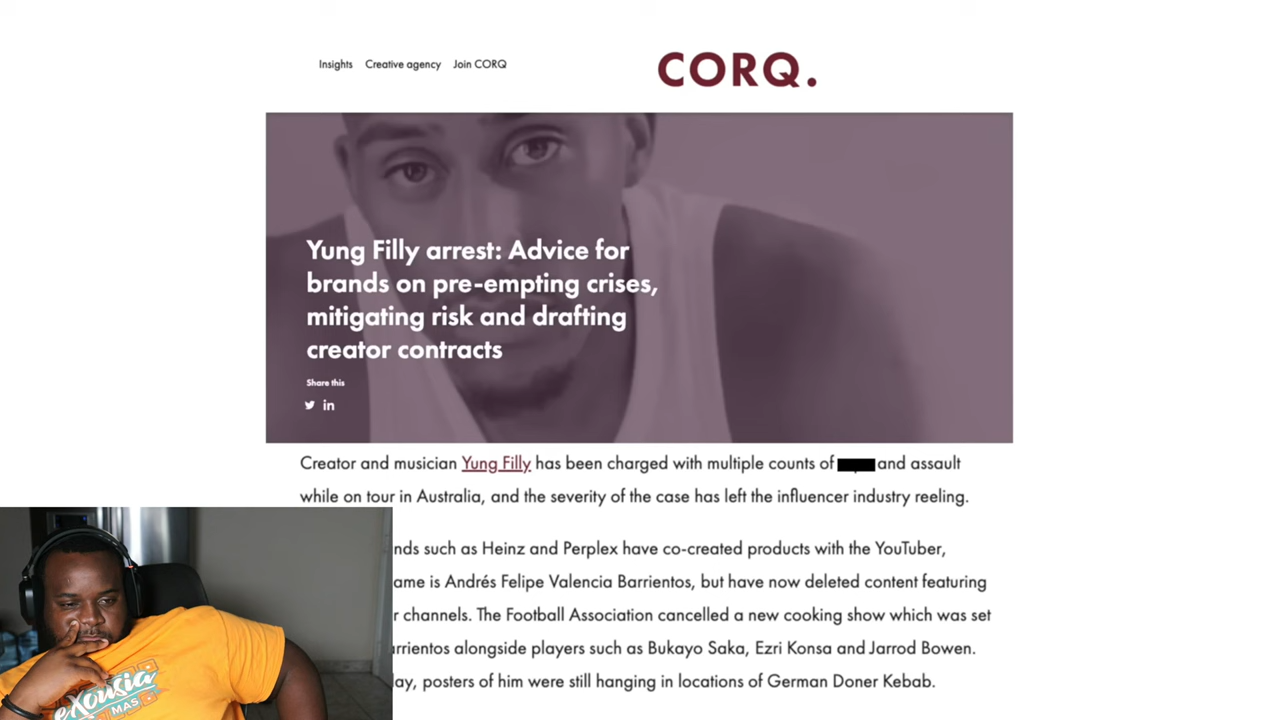 Insights Creative agency Join CORQ
CORQ.
Yung Filly arrest: Advice for
brands on pre-empting crises,
mitigating risk and drafting
creator contracts
Share this
Creator and musician Yung Filly has been charged with multiple counts of and assault
while on tour in Australia, and the severity of the case has left the influencer industry reeling.
nds such as Heinz and Perplex have co-created products with the YouTuber,
ame is Andrés Felipe Valencia Barrientos, but have now deleted content featuring
r channels. The Football Association cancelled a new cooking show which was set
rrientos alongside players such as Bukayo Saka, Ezri Konsa and Jarrod Bowen.
lay, posters of him were still hanging in locations of German Doner Kebab.
exousia
MAS